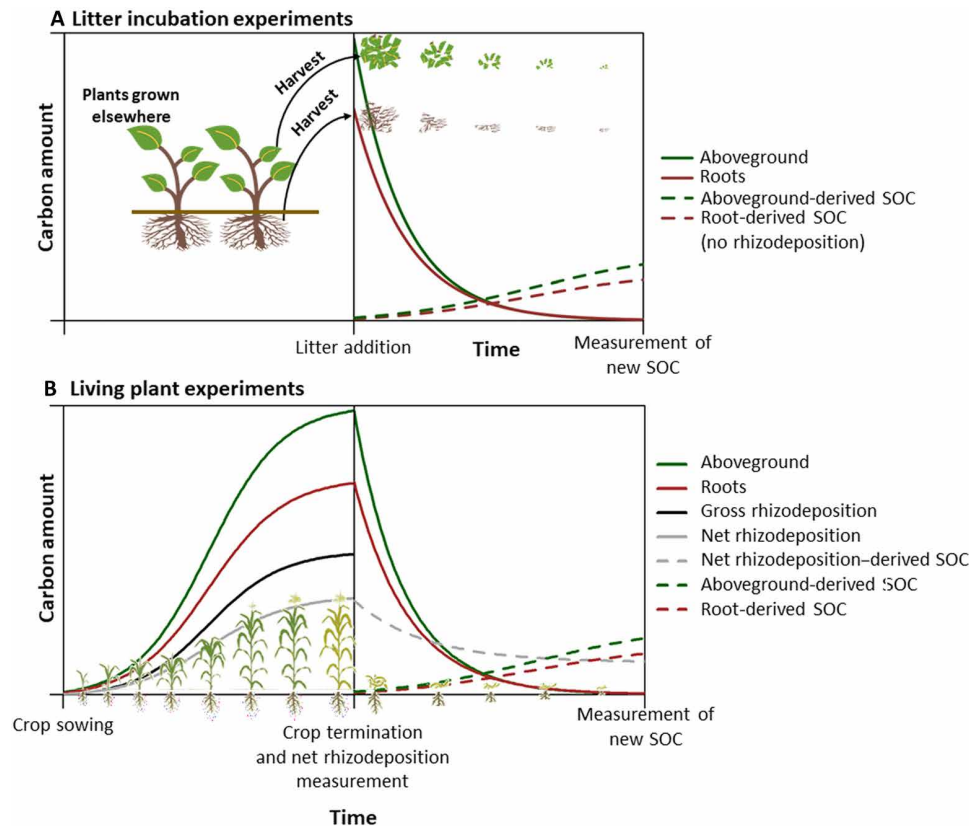 A Litter incubation experiments
Carbon amount
Plants grown
elsewhere
Harvest
Harvest
Aboveground
Roots
Aboveground-derived SOC
Root-derived SOC
(no rhizodeposition)
Litter addition
Time
Measurement of
new SOC
B Living plant experiments
Carbon amount
Aboveground
Roots
Gross rhizodeposition
Net rhizodeposition
Net rhizodeposition–derived SOC
Aboveground-derived SOC
Root-derived SOC
Crop sowing
Crop termination
and net rhizodeposition
measurement
Measurement of
new SOC
Time